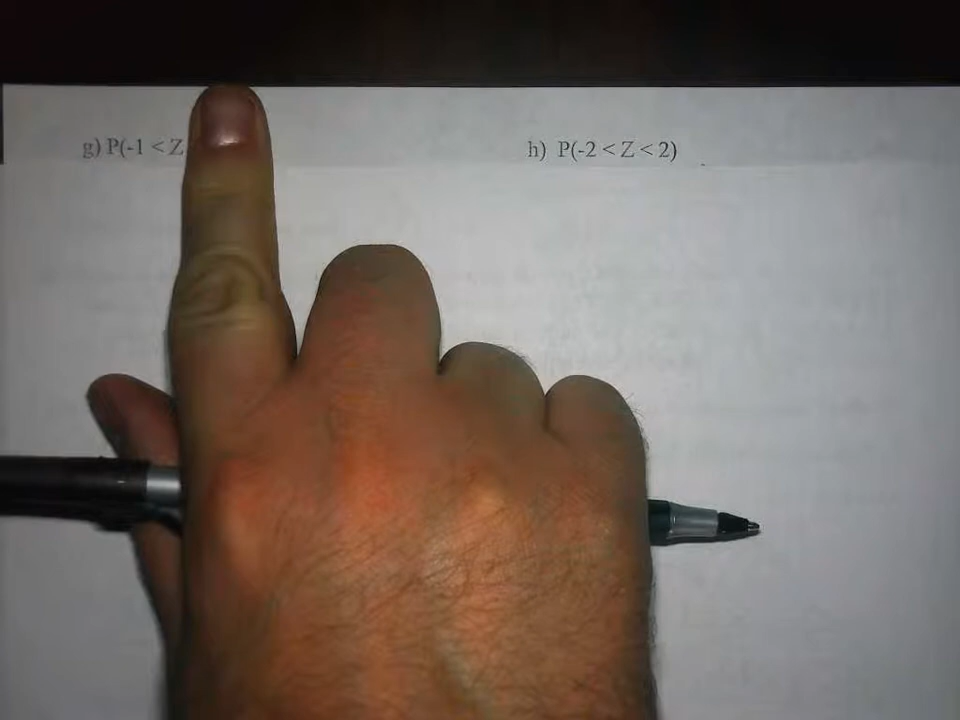 g) P(-1 < Z
h) P(-2 < Z < 2)